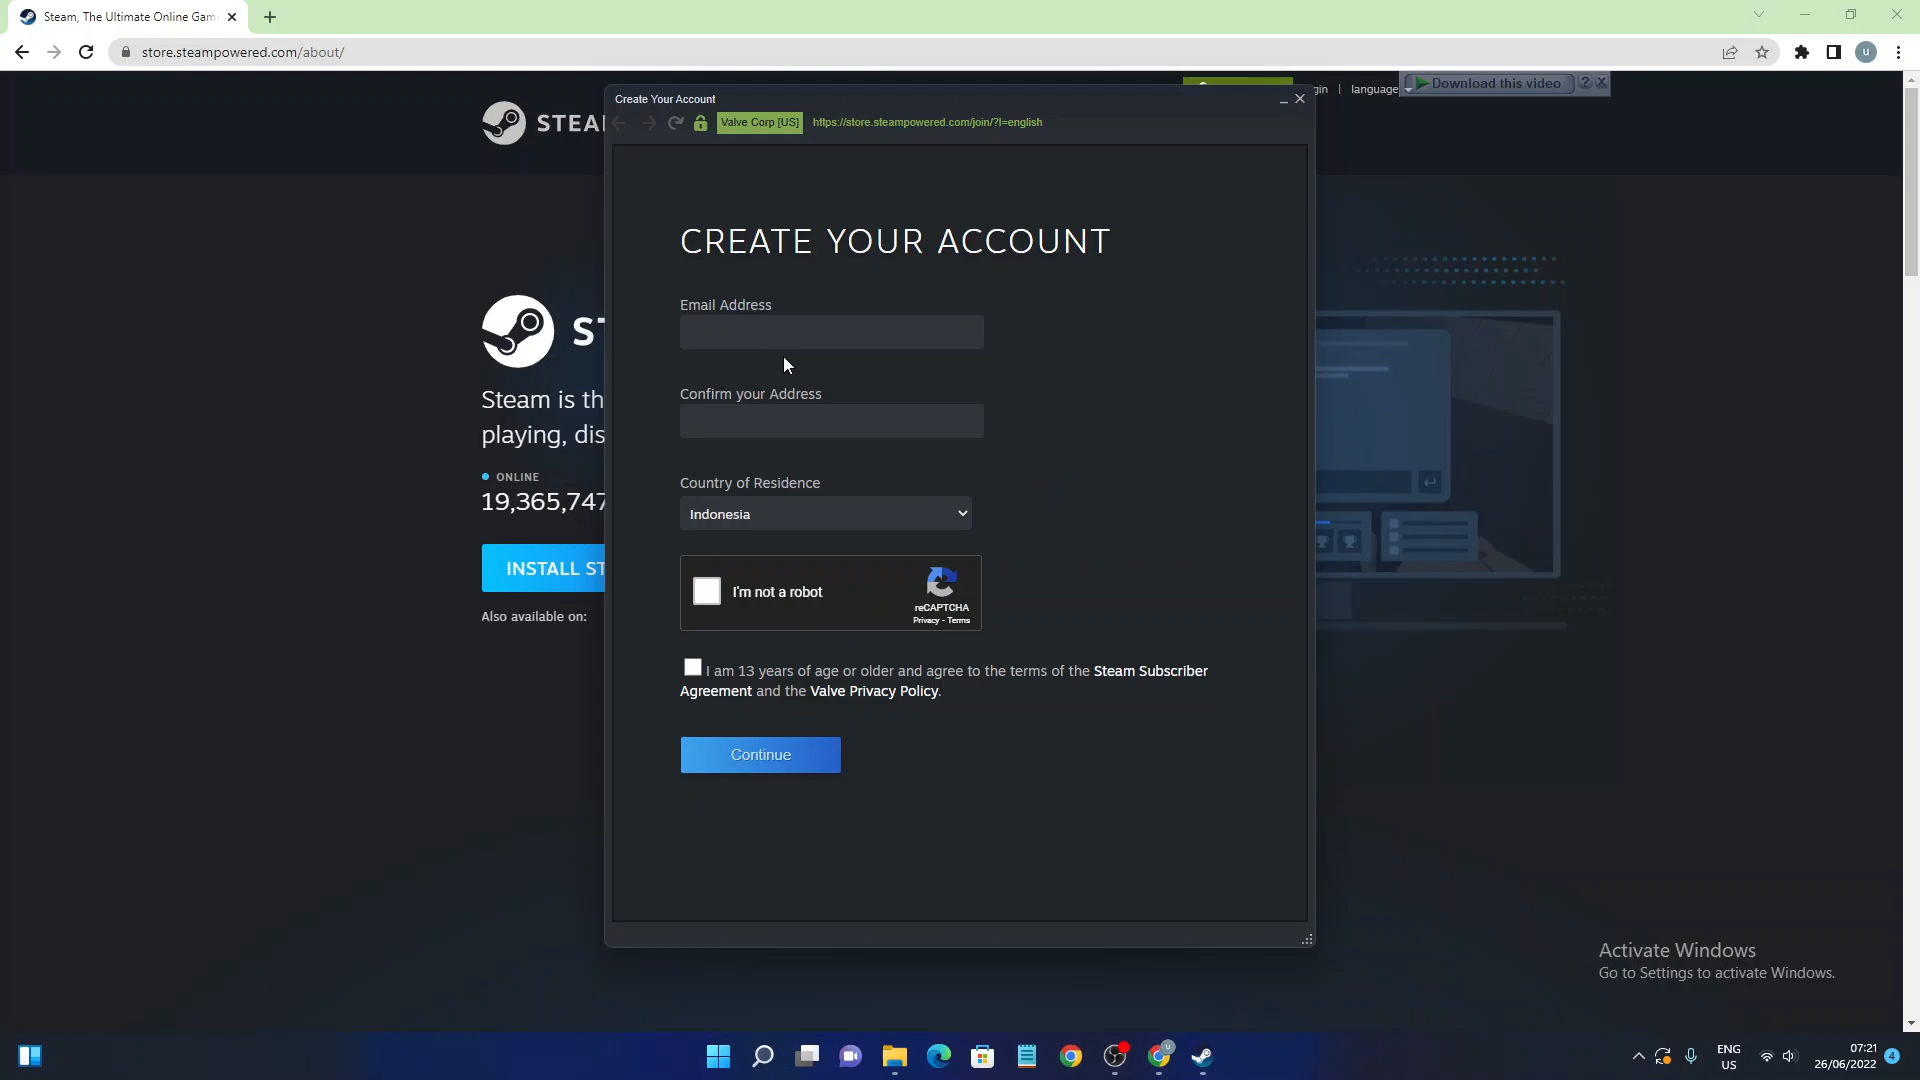 Steam, The Ultimate Online Gam
store.steampowered.com/about/
u
gin | language
Download this video ? X
Create Your Account
STEA
Valve Corp [US] https://store.steampowered.com/join/?l=english
CREATE YOUR ACCOUNT
Email Address
ST
Confirm your Address
Steam is th
playing, dis
ONLINE
19,365,747
Country of Residence
Indonesia
INSTALL ST
I'm not a robot
reCAPTCHA
Privacy - Terms
Also available on:
I am 13 years of age or older and agree to the terms of the Steam Subscriber
Agreement and the Valve Privacy Policy.
Continue
Activate Windows
Go to Settings to activate Windows.
u
ENG
US
07:21
26/06/2022
4